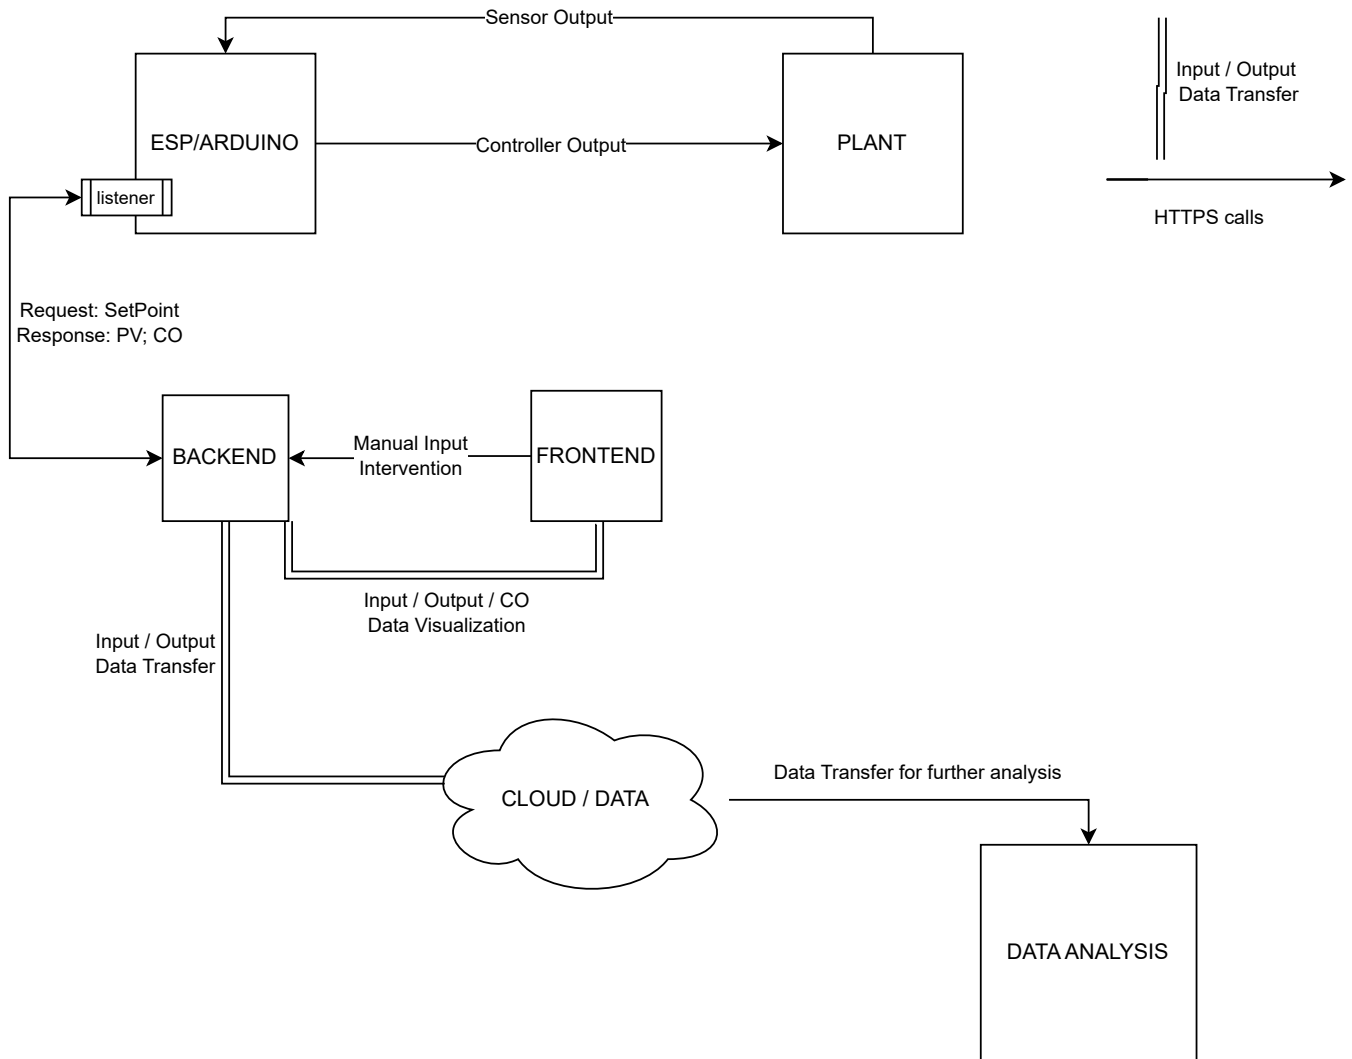 Sensor Output
Input / Output
Data Transfer
ESP/ARDUINO
Controller Output
PLANT
listener
HTTPS calls
Request: SetPoint
Response: PV; CO
BACKEND
Manual Input
Intervention
FRONTEND
Input / Output / CO
Data Visualization
Input / Output
Data Transfer
CLOUD / DATA
Data Transfer for further analysis
DATA ANALYSIS